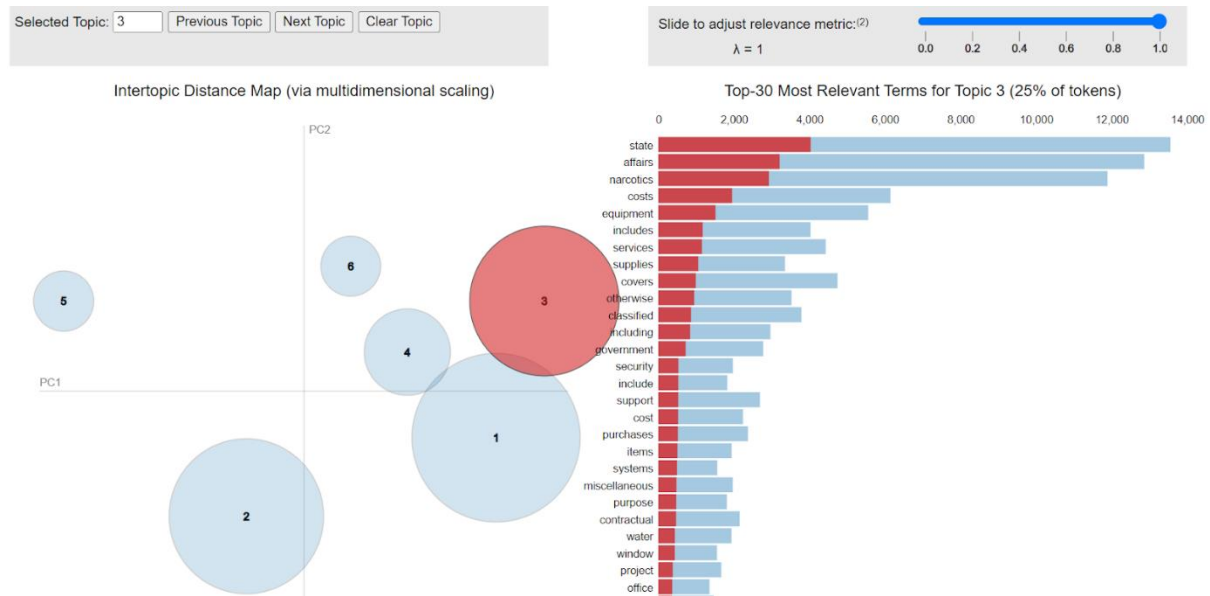 Selected Topic: 3 Previous Topic Next Topic Clear Topic
Slide to adjust relevance metric:(2)
λ = 1
0.0 0.2 0.4 0.6 0.8 1.0
Intertopic Distance Map (via multidimensional scaling)
PC2
PC1
5
6
3
4
1
2
Top-30 Most Relevant Terms for Topic 3 (25% of tokens)
0 2,000 4,000 6,000 8,000 10,000 12,000 14,000
state
affairs
narcotics
costs
equipment
includes
services
supplies
covers
otherwise
classified
including
government
security
include
support
cost
purchases
items
systems
miscellaneous
purpose
contractual
water
window
project
office